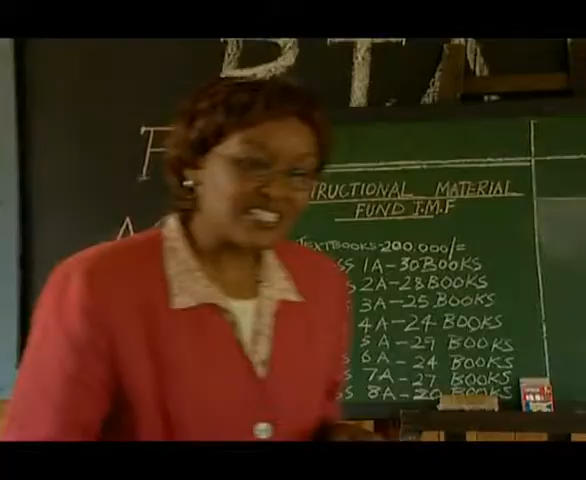 RUCTIONAL MATERIAL
FUND I.M.F
TEXTBOOKS-200,000/=
1A-30 BOOKS
2A-28 BOOKS
3A-25 BOOKS
4A-24 BOOKS
5A-29 BOOKS
6A-24 BOOKS
7A-27 BOOKS
8A-20 BOOKS